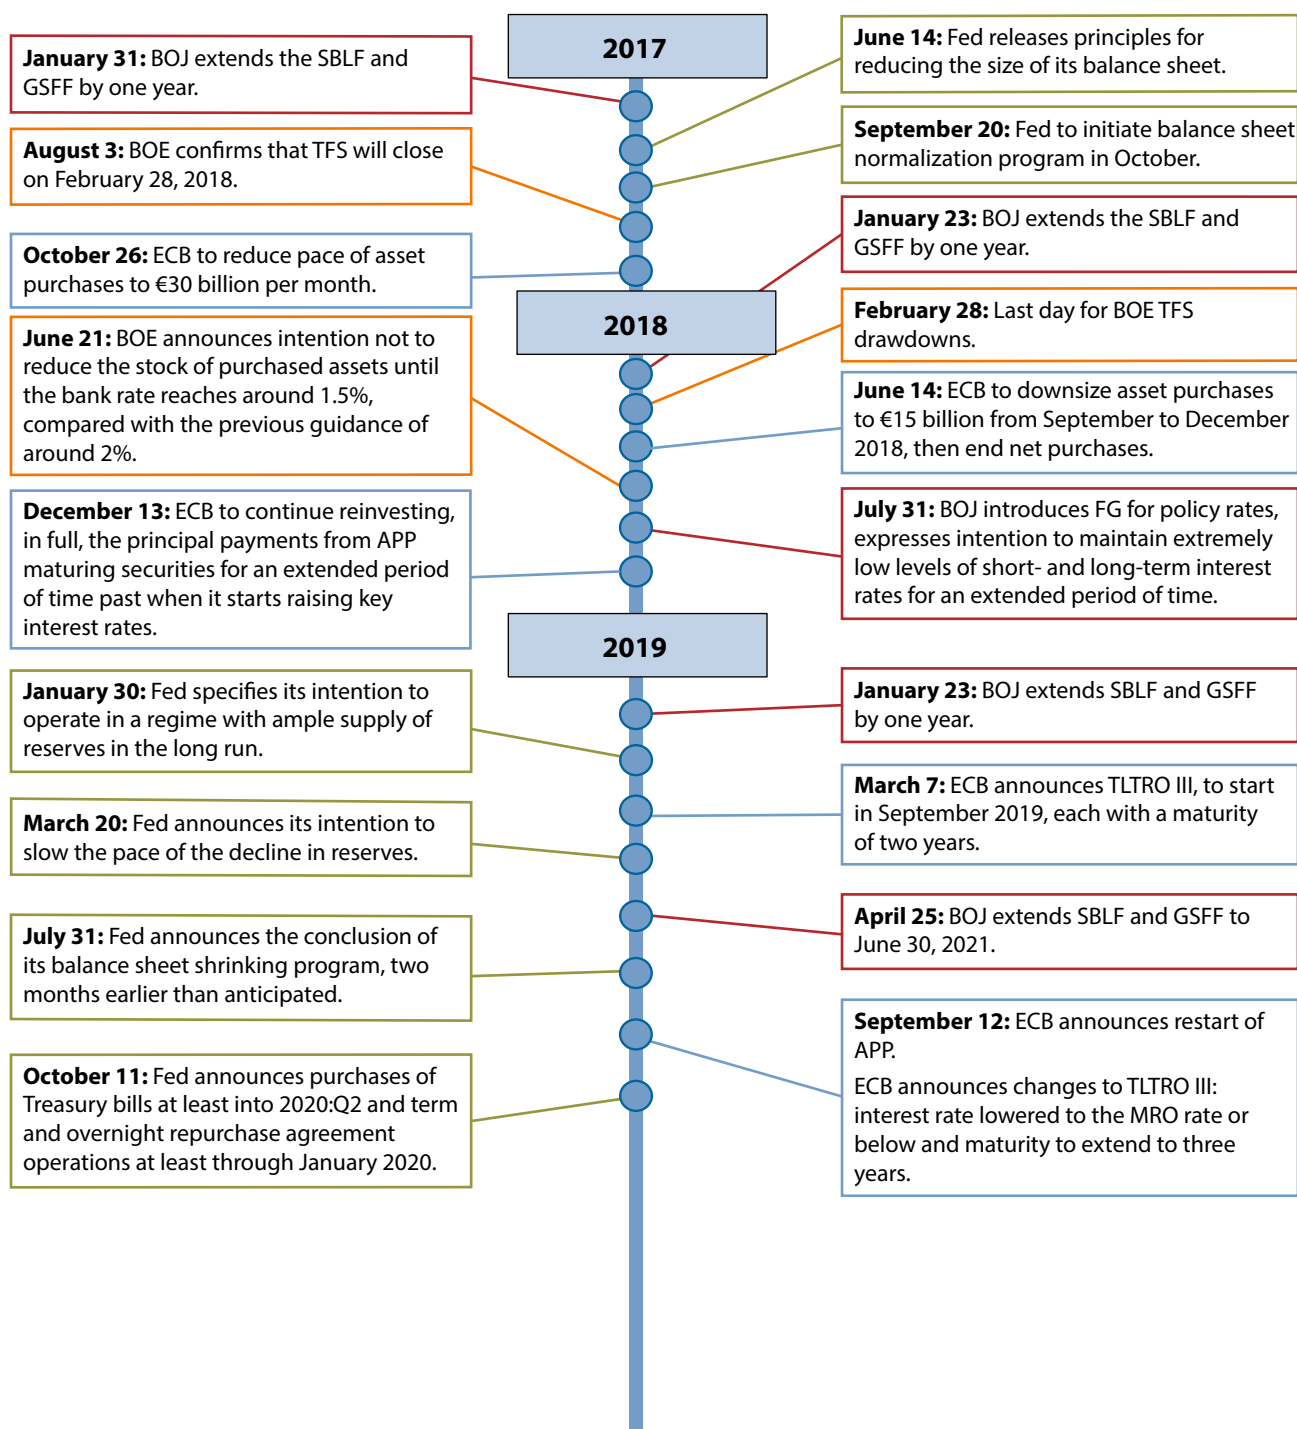 2017
January 31: BOJ extends the SBLF and
GSFF by one year.
June 14: Fed releases principles for
reducing the size of its balance sheet.
August 3: BOE confirms that TFS will close
on February 28, 2018.
September 20: Fed to initiate balance sheet
normalization program in October.
October 26: ECB to reduce pace of asset
purchases to €30 billion per month.
January 23: BOJ extends the SBLF and
GSFF by one year.
2018
June 21: BOE announces intention not to
reduce the stock of purchased assets until
the bank rate reaches around 1.5%,
compared with the previous guidance of
around 2%.
February 28: Last day for BOE TFS
drawdowns.
June 14: ECB to downsize asset purchases
to €15 billion from September to December
2018, then end net purchases.
December 13: ECB to continue reinvesting,
in full, the principal payments from APP
maturing securities for an extended period
of time past when it starts raising key
interest rates.
July 31: BOJ introduces FG for policy rates,
expresses intention to maintain extremely
low levels of short- and long-term interest
rates for an extended period of time.
2019
January 30: Fed specifies its intention to
operate in a regime with ample supply of
reserves in the long run.
January 23: BOJ extends SBLF and GSFF
by one year.
March 20: Fed announces its intention to
slow the pace of the decline in reserves.
March 7: ECB announces TLTRO III, to start
in September 2019, each with a maturity
of two years.
July 31: Fed announces the conclusion of
its balance sheet shrinking program, two
months earlier than anticipated.
April 25: BOJ extends SBLF and GSFF to
June 30, 2021.
October 11: Fed announces purchases of
Treasury bills at least into 2020:Q2 and term
and overnight repurchase agreement
operations at least through January 2020.
September 12: ECB announces restart of
APP.
ECB announces changes to TLTRO III:
interest rate lowered to the MRO rate or
below and maturity to extend to three
years.